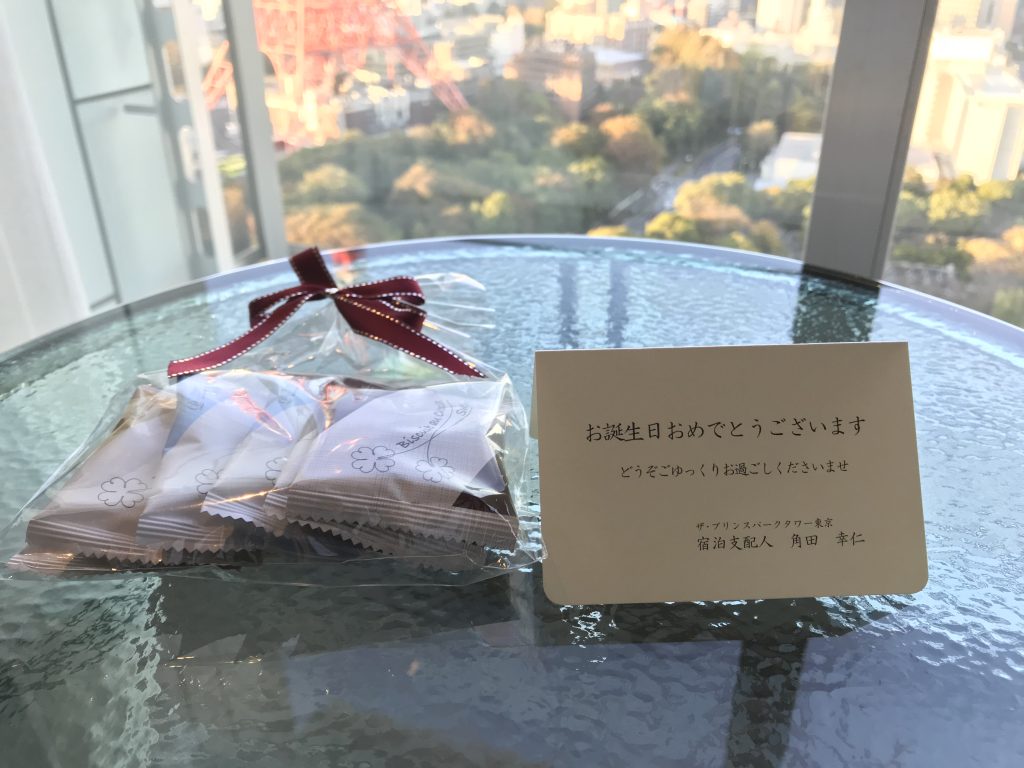 Biscuit
お誕生日おめでとうございます
どうぞごゆっくりお過ごしくださいませ
ザ・プリンスパークタワー東京
宿泊支配人 角田 幸仁